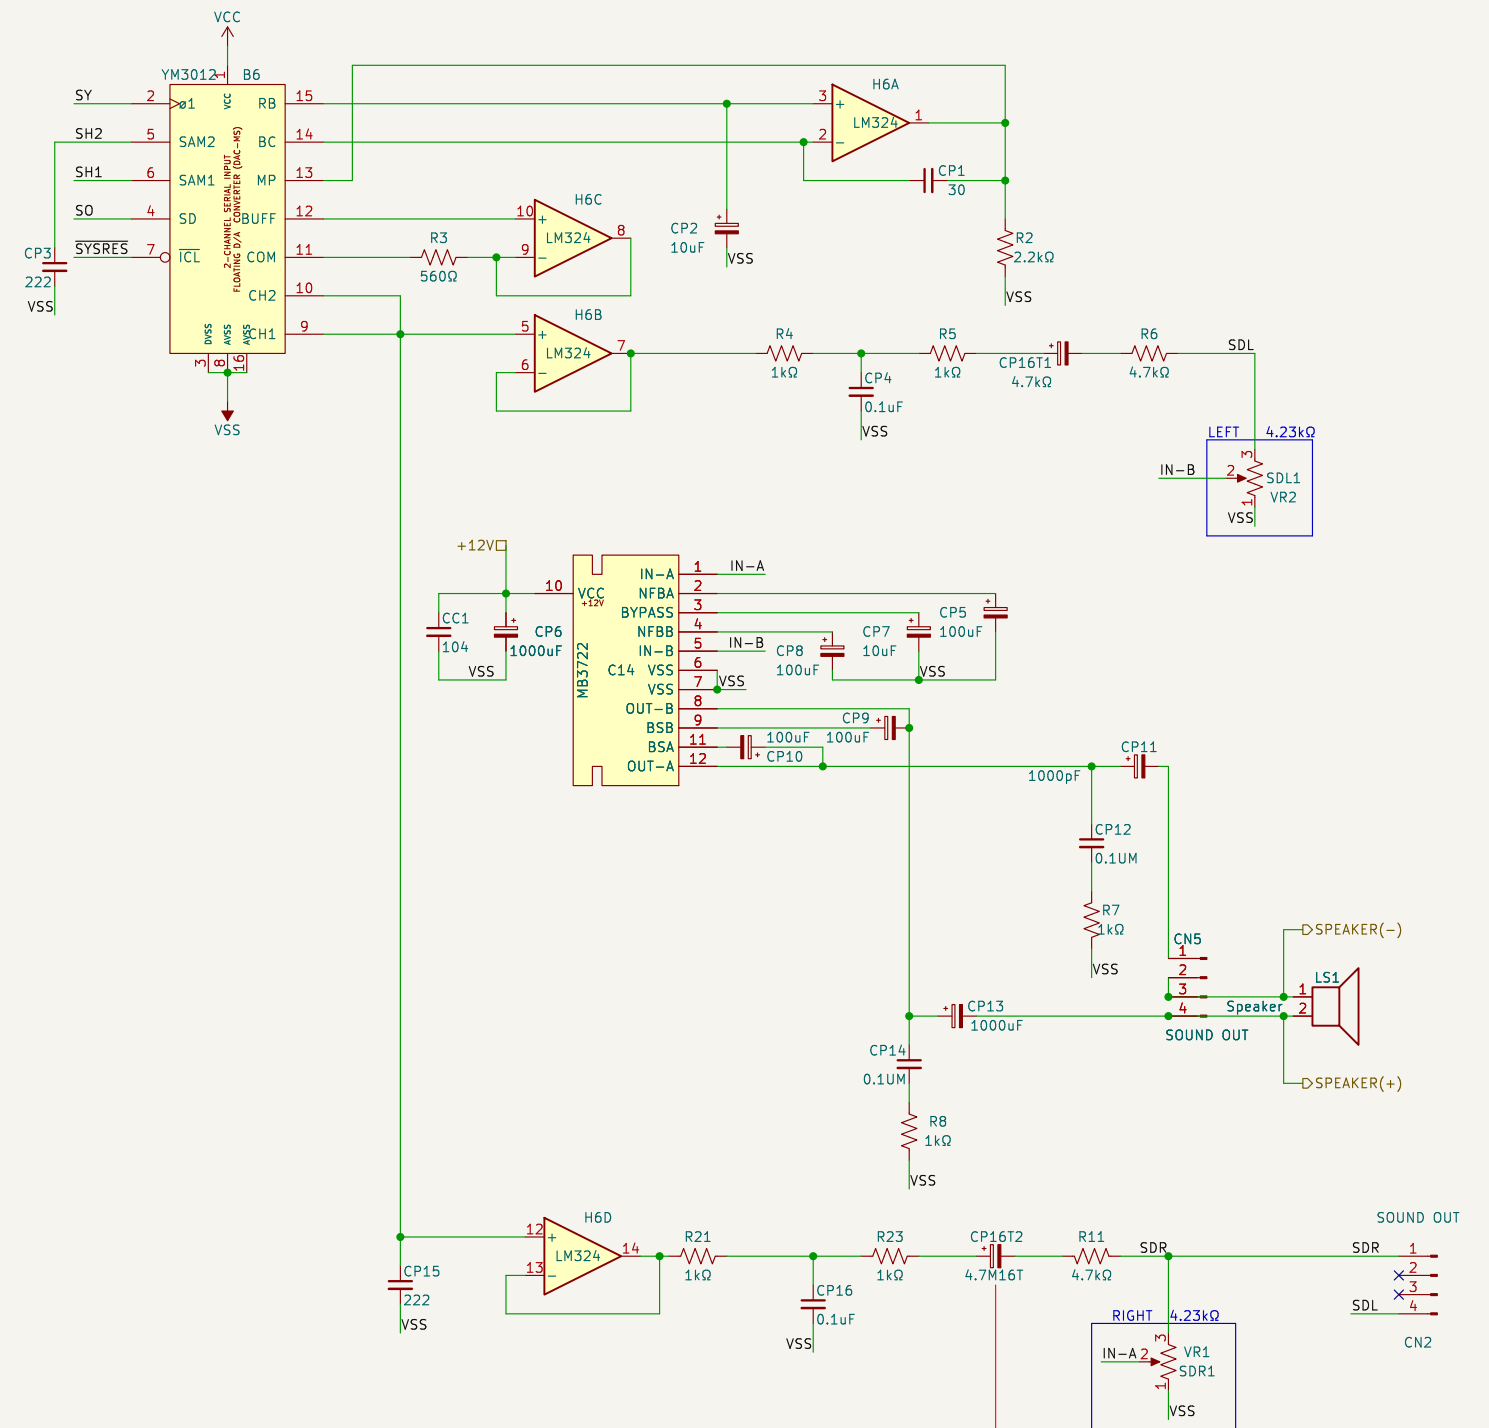 VCC
YM3012
1
B6
SY
2
ø1
VCC
RB
15
SH2
5
SAM2
BC
14
SH1
6
SAM1
MP
13
SO
4
SD
BUFF
12
SYSRES
7
ICL
COM
11
CH2
10
CH1
9
2-CHANNEL SERIAL INPUT
FLOATING D/A CONVERTER (DAC-MS)
DVSS
AVSS
AVSS
3
8
16
VSS
CP3
222
VSS
H6A
3
+
LM324
1
2
−
CP1
30
CP2
10uF
+
VSS
R2
2.2kΩ
VSS
R3
560Ω
H6C
10
+
LM324
8
9
−
H6B
5
+
LM324
7
6
−
R4
1kΩ
CP4
0.1uF
VSS
R5
1kΩ
+
CP16T1
4.7kΩ
R6
4.7kΩ
SDL
LEFT
4.23kΩ
IN-B
2
3
SDL1
VR2
1
VSS
+12V
10
VCC
+12V
CC1
104
+
CP6
1000uF
VSS
MB3722
C14
IN-A
1
IN-A
NFBA
2
BYPASS
3
NFBB
4
IN-B
5
IN-B
VSS
6
VSS
7
VSS
OUT-B
8
BSB
9
BSA
11
OUT-A
12
+
CP8
100uF
+
CP7
10uF
+
CP5
100uF
VSS
CP9
100uF
+
100uF
CP10
+
CP11
+
1000pF
CP12
0.1UM
R7
1kΩ
VSS
CN5
1
2
3
4
Speaker
SOUND OUT
SPEAKER(-)
LS1
1
2
SPEAKER(+)
+
CP13
1000uF
CP14
0.1UM
R8
1kΩ
VSS
H6D
12
+
LM324
14
13
−
CP15
222
VSS
R21
1kΩ
CP16
0.1uF
VSS
R23
1kΩ
CP16T2
+
4.7M16T
R11
4.7kΩ
SDR
RIGHT
4.23kΩ
IN-A
2
3
VR1
SDR1
1
VSS
SOUND OUT
SDR
1
2
3
SDL
4
CN2